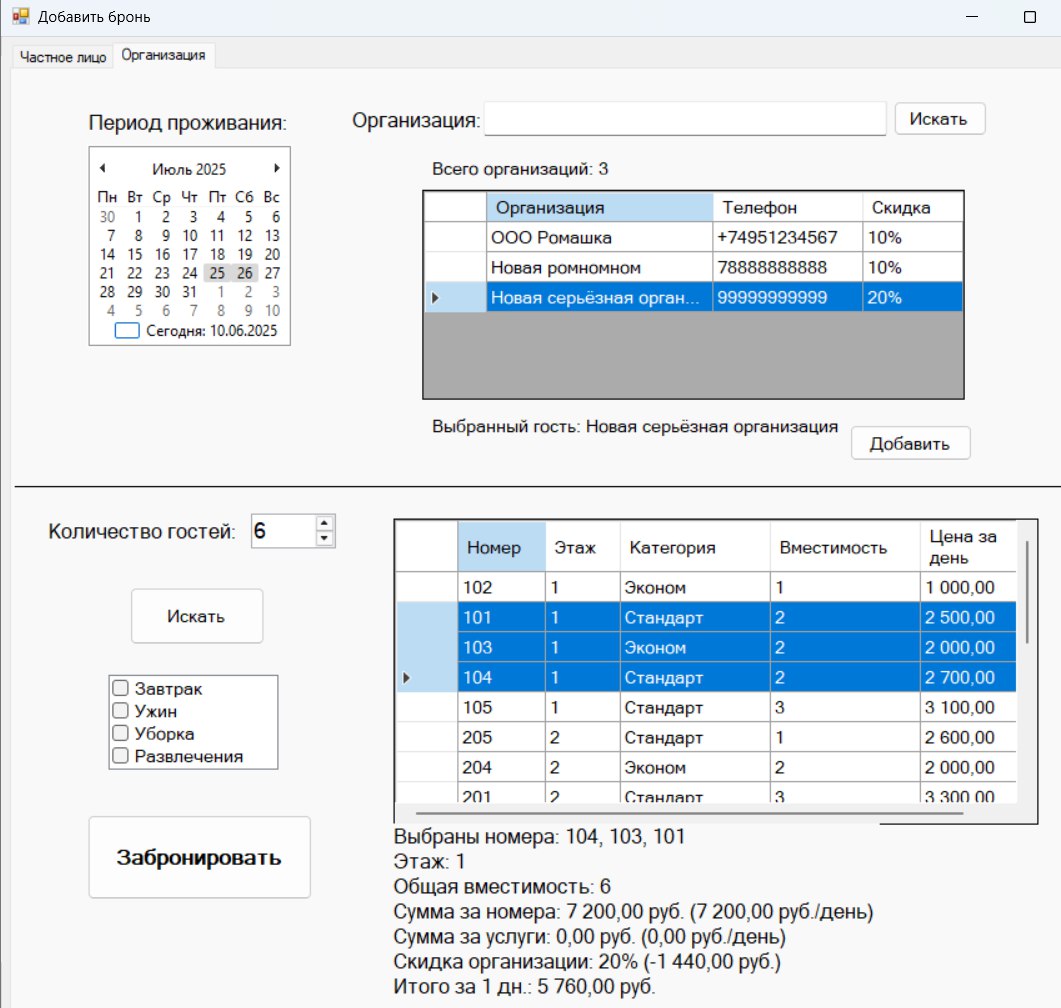 Добавить бронь
Частное лицо Организация
Период проживания:
Организация: Искать
Июль 2025
Пн Вт Ср Чт Пт Сб Вс
30 1 2 3 4 5 6
7 8 9 10 11 12 13
14 15 16 17 18 19 20
21 22 23 24 25 26 27
28 29 30 31 1 2 3
4 5 6 7 8 9 10
Сегодня: 10.06.2025
Всего организаций: 3
Организация Телефон Скидка
ООО Ромашка +74951234567 10%
Новая ромномном 78888888888 10%
Новая серьёзная орган... 99999999999 20%
Выбранный гость: Новая серьёзная организация
Добавить
Количество гостей: 6
Искать
Завтрак
Ужин
Уборка
Развлечения
Забронировать
Номер Этаж Категория Вместимость Цена за
день
102 1 Эконом 1 1 000,00
101 1 Стандарт 2 2 500,00
103 1 Эконом 2 2 000,00
104 1 Стандарт 2 2 700,00
105 1 Стандарт 3 3 100,00
205 2 Стандарт 1 2 600,00
204 2 Эконом 2 2 000,00
201 2 Стандарт 3 3 300,00
Выбраны номера: 104, 103, 101
Этаж: 1
Общая вместимость: 6
Сумма за номера: 7 200,00 руб. (7 200,00 руб./день)
Сумма за услуги: 0,00 руб. (0,00 руб./день)
Скидка организации: 20% (-1 440,00 руб.)
Итого за 1 дн.: 5 760,00 руб.